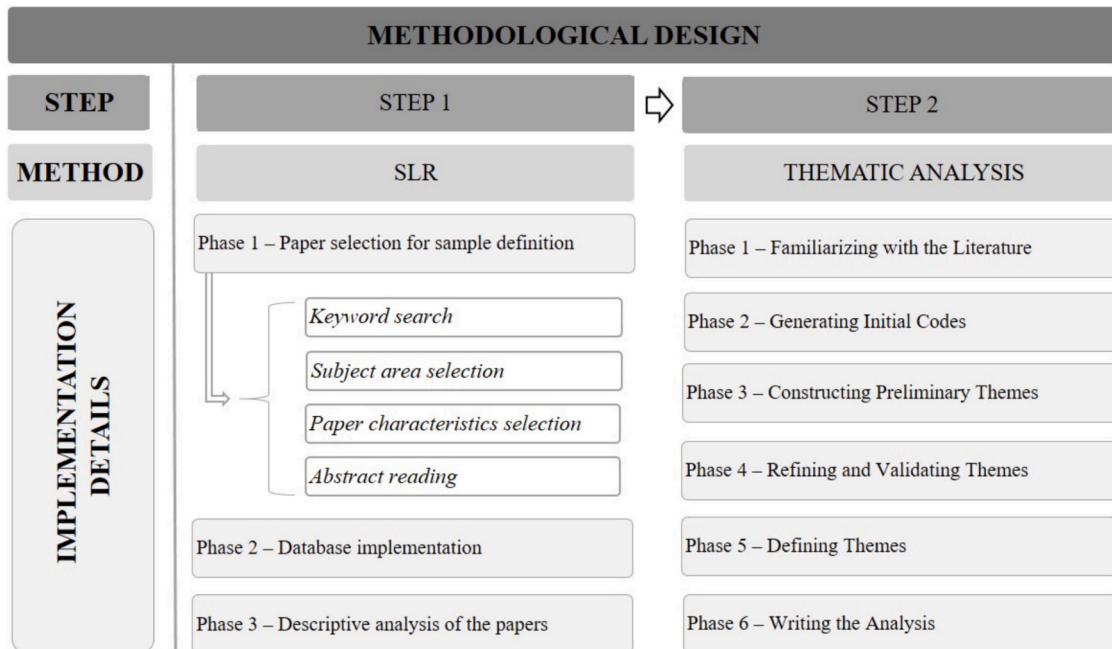 METHODOLOGICAL DESIGN
STEP
STEP 1
STEP 2
METHOD
SLR
THEMATIC ANALYSIS
IMPLEMENTATION
DETAILS
Phase 1 – Paper selection for sample definition
Keyword search
Subject area selection
Paper characteristics selection
Abstract reading
Phase 2 – Database implementation
Phase 3 – Descriptive analysis of the papers
Phase 1 – Familiarizing with the Literature
Phase 2 – Generating Initial Codes
Phase 3 – Constructing Preliminary Themes
Phase 4 – Refining and Validating Themes
Phase 5 – Defining Themes
Phase 6 – Writing the Analysis